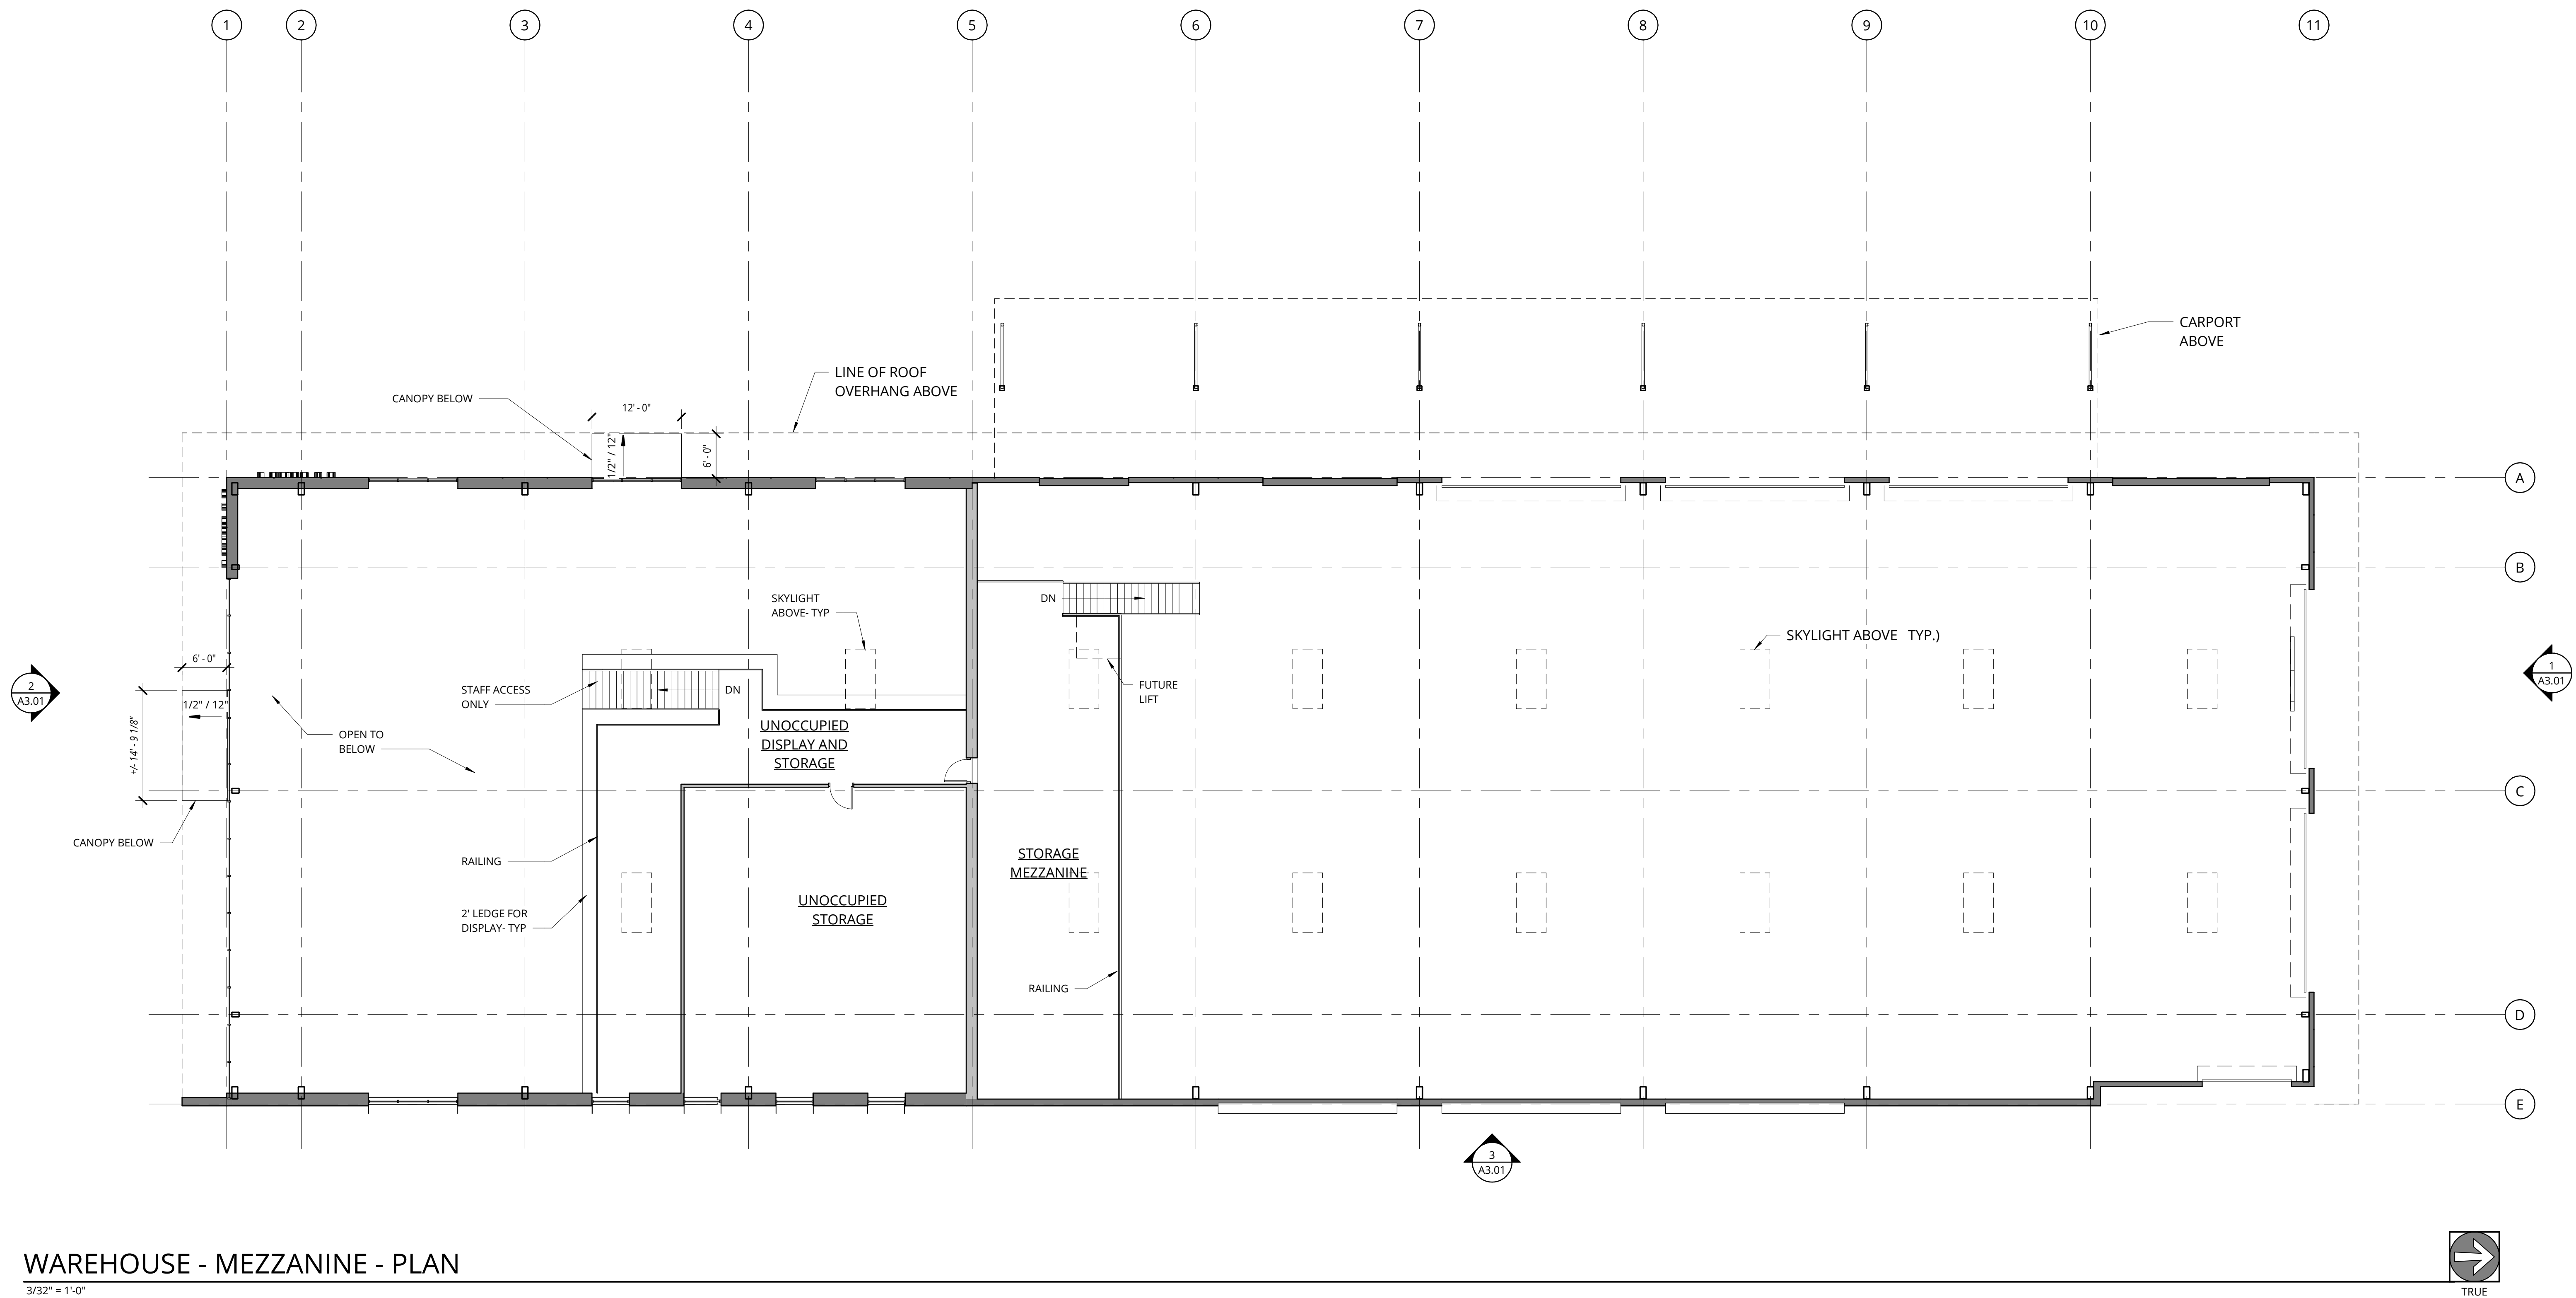 1 2 3 4 5 6 7 8 9 10 11
CARPORT
ABOVE
LINE OF ROOF
OVERHANG ABOVE
CANOPY BELOW
12' - 0"
1/2" / 12"
6' - 0"
A
B
SKYLIGHT
ABOVE- TYP
DN
SKYLIGHT ABOVE   TYP.)
6' - 0"
1
A3.01
2
A3.01
STAFF ACCESS
ONLY
DN
FUTURE
LIFT
1/2" / 12"
+/- 14' - 9 1/8"
OPEN TO
BELOW
UNOCCUPIED
DISPLAY AND
STORAGE
C
CANOPY BELOW
RAILING
STORAGE
MEZZANINE
2' LEDGE FOR
DISPLAY- TYP
UNOCCUPIED
STORAGE
RAILING
D
E
3
A3.01
WAREHOUSE - MEZZANINE - PLAN
3/32" = 1'-0"
TRUE